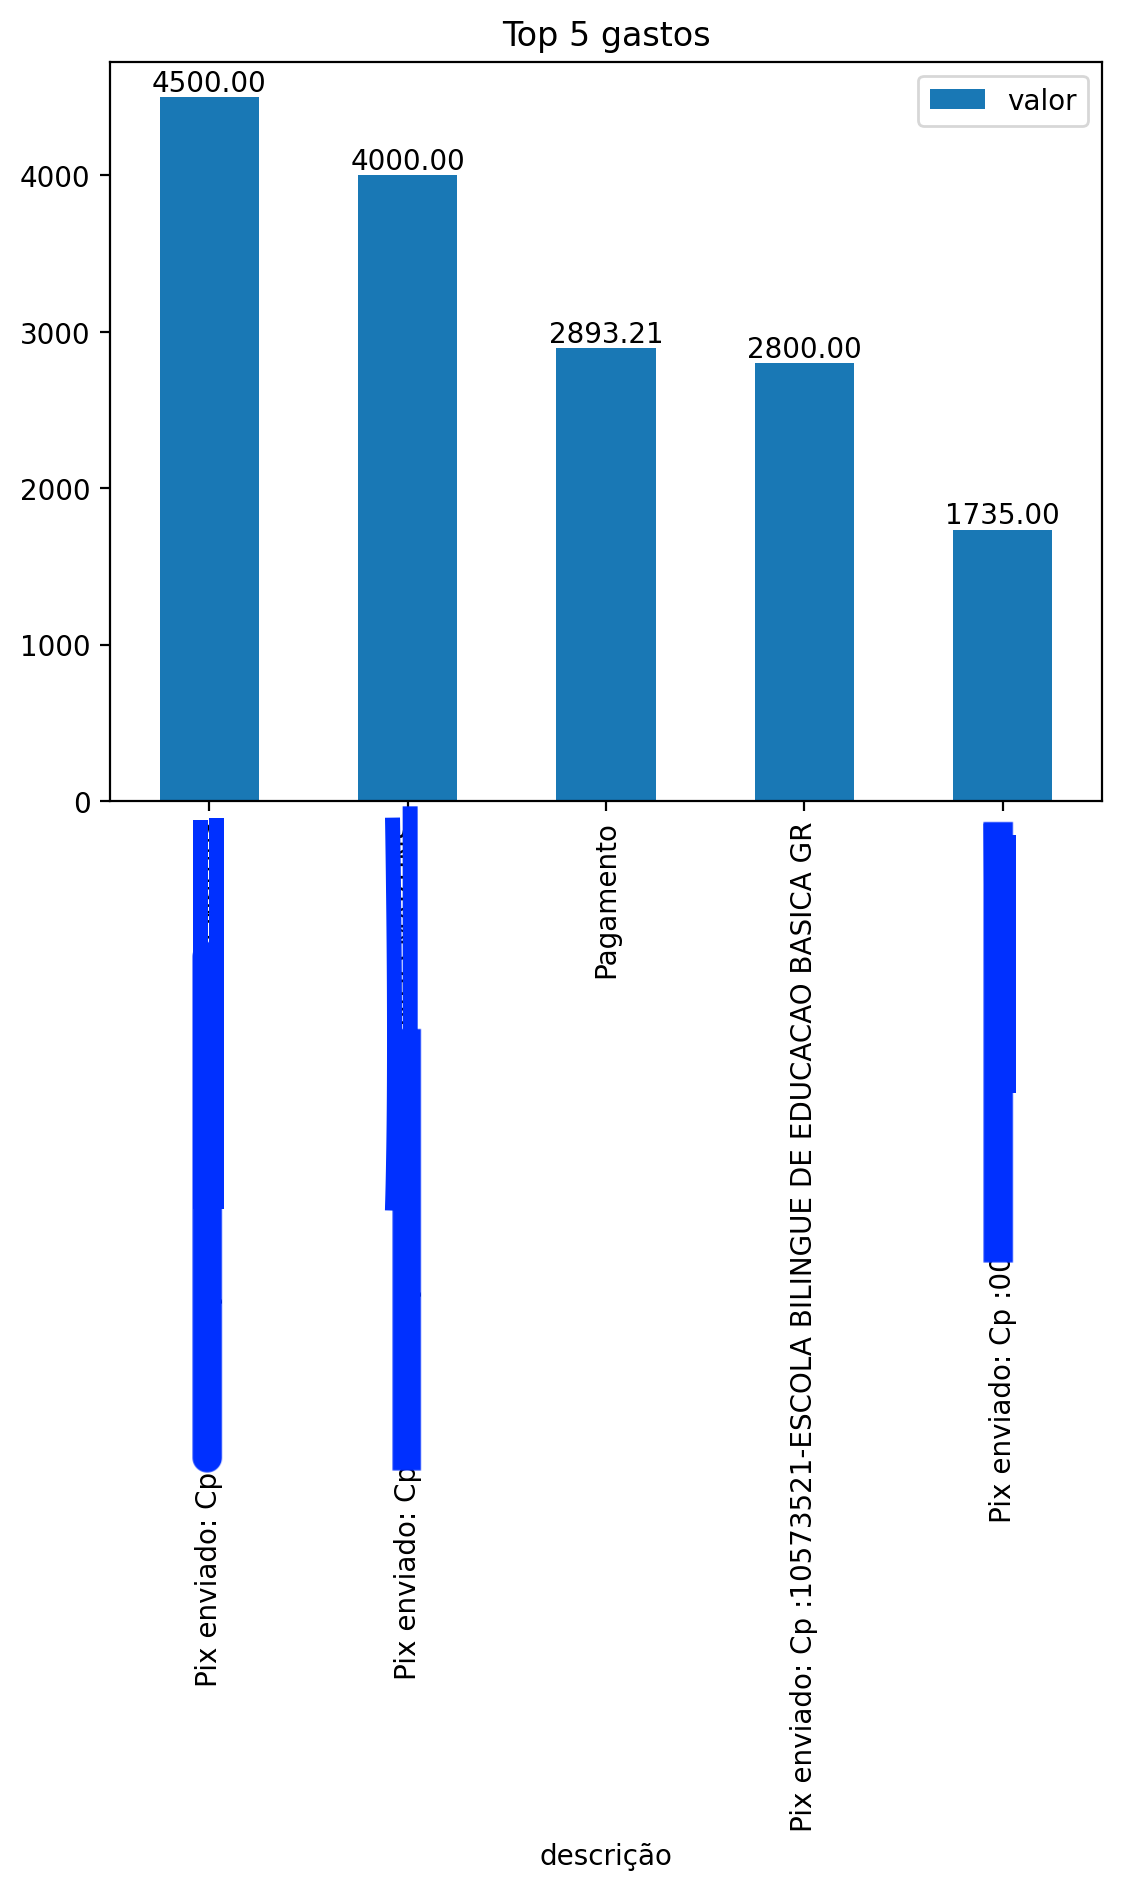 Top 5 gastos
valor
4500.00
4000.00
2893.21
2800.00
1735.00
4000
3000
2000
1000
0
Pix enviado: Cp
Pix enviado: Cp
Pagamento
Pix enviado: Cp :10573521-ESCOLA BILINGUE DE EDUCACAO BASICA GR
Pix enviado: Cp :00
descrição